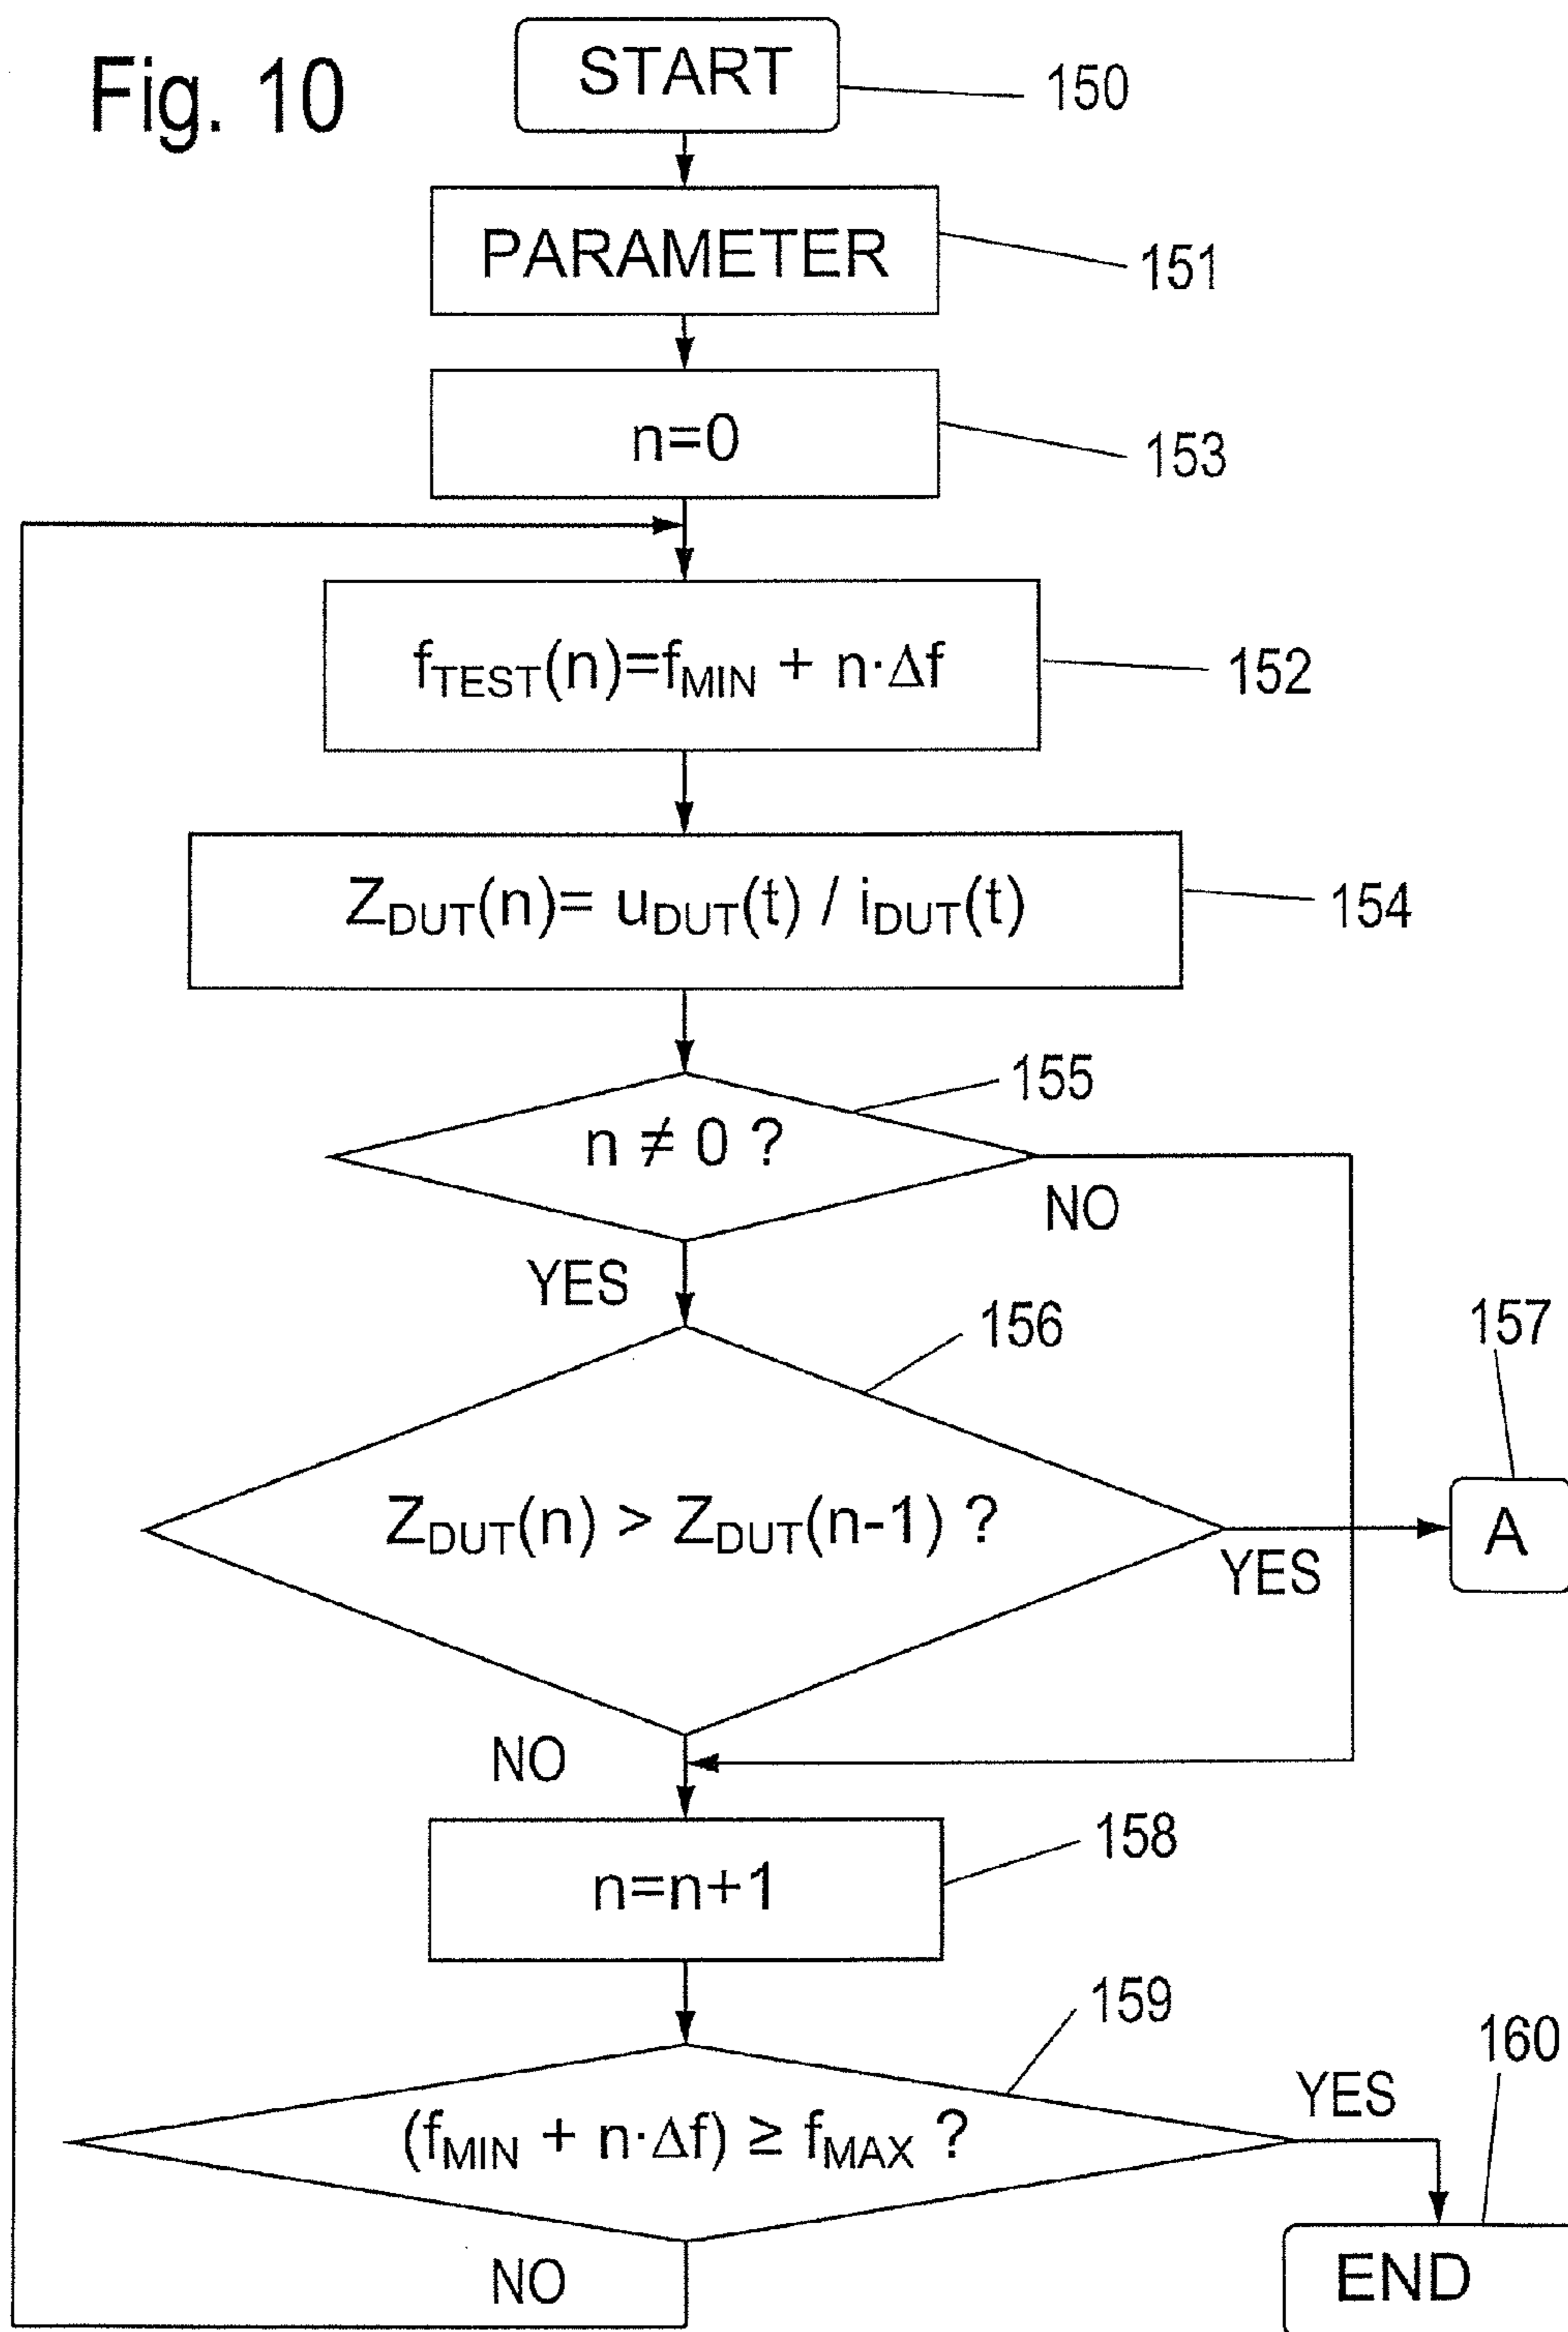 Fig. 10
START
150
PARAMETER
151
n=0
153
fTEST(n)=fMIN + n·Δf
152
ZDUT(n)= uDUT(t) / iDUT(t)
154
155
n ≠ 0 ?
NO
YES
156
157
ZDUT(n) > ZDUT(n-1) ?
A
YES
NO
158
n=n+1
159
160
YES
(fMIN + n·Δf) ≥ fMAX ?
NO
END